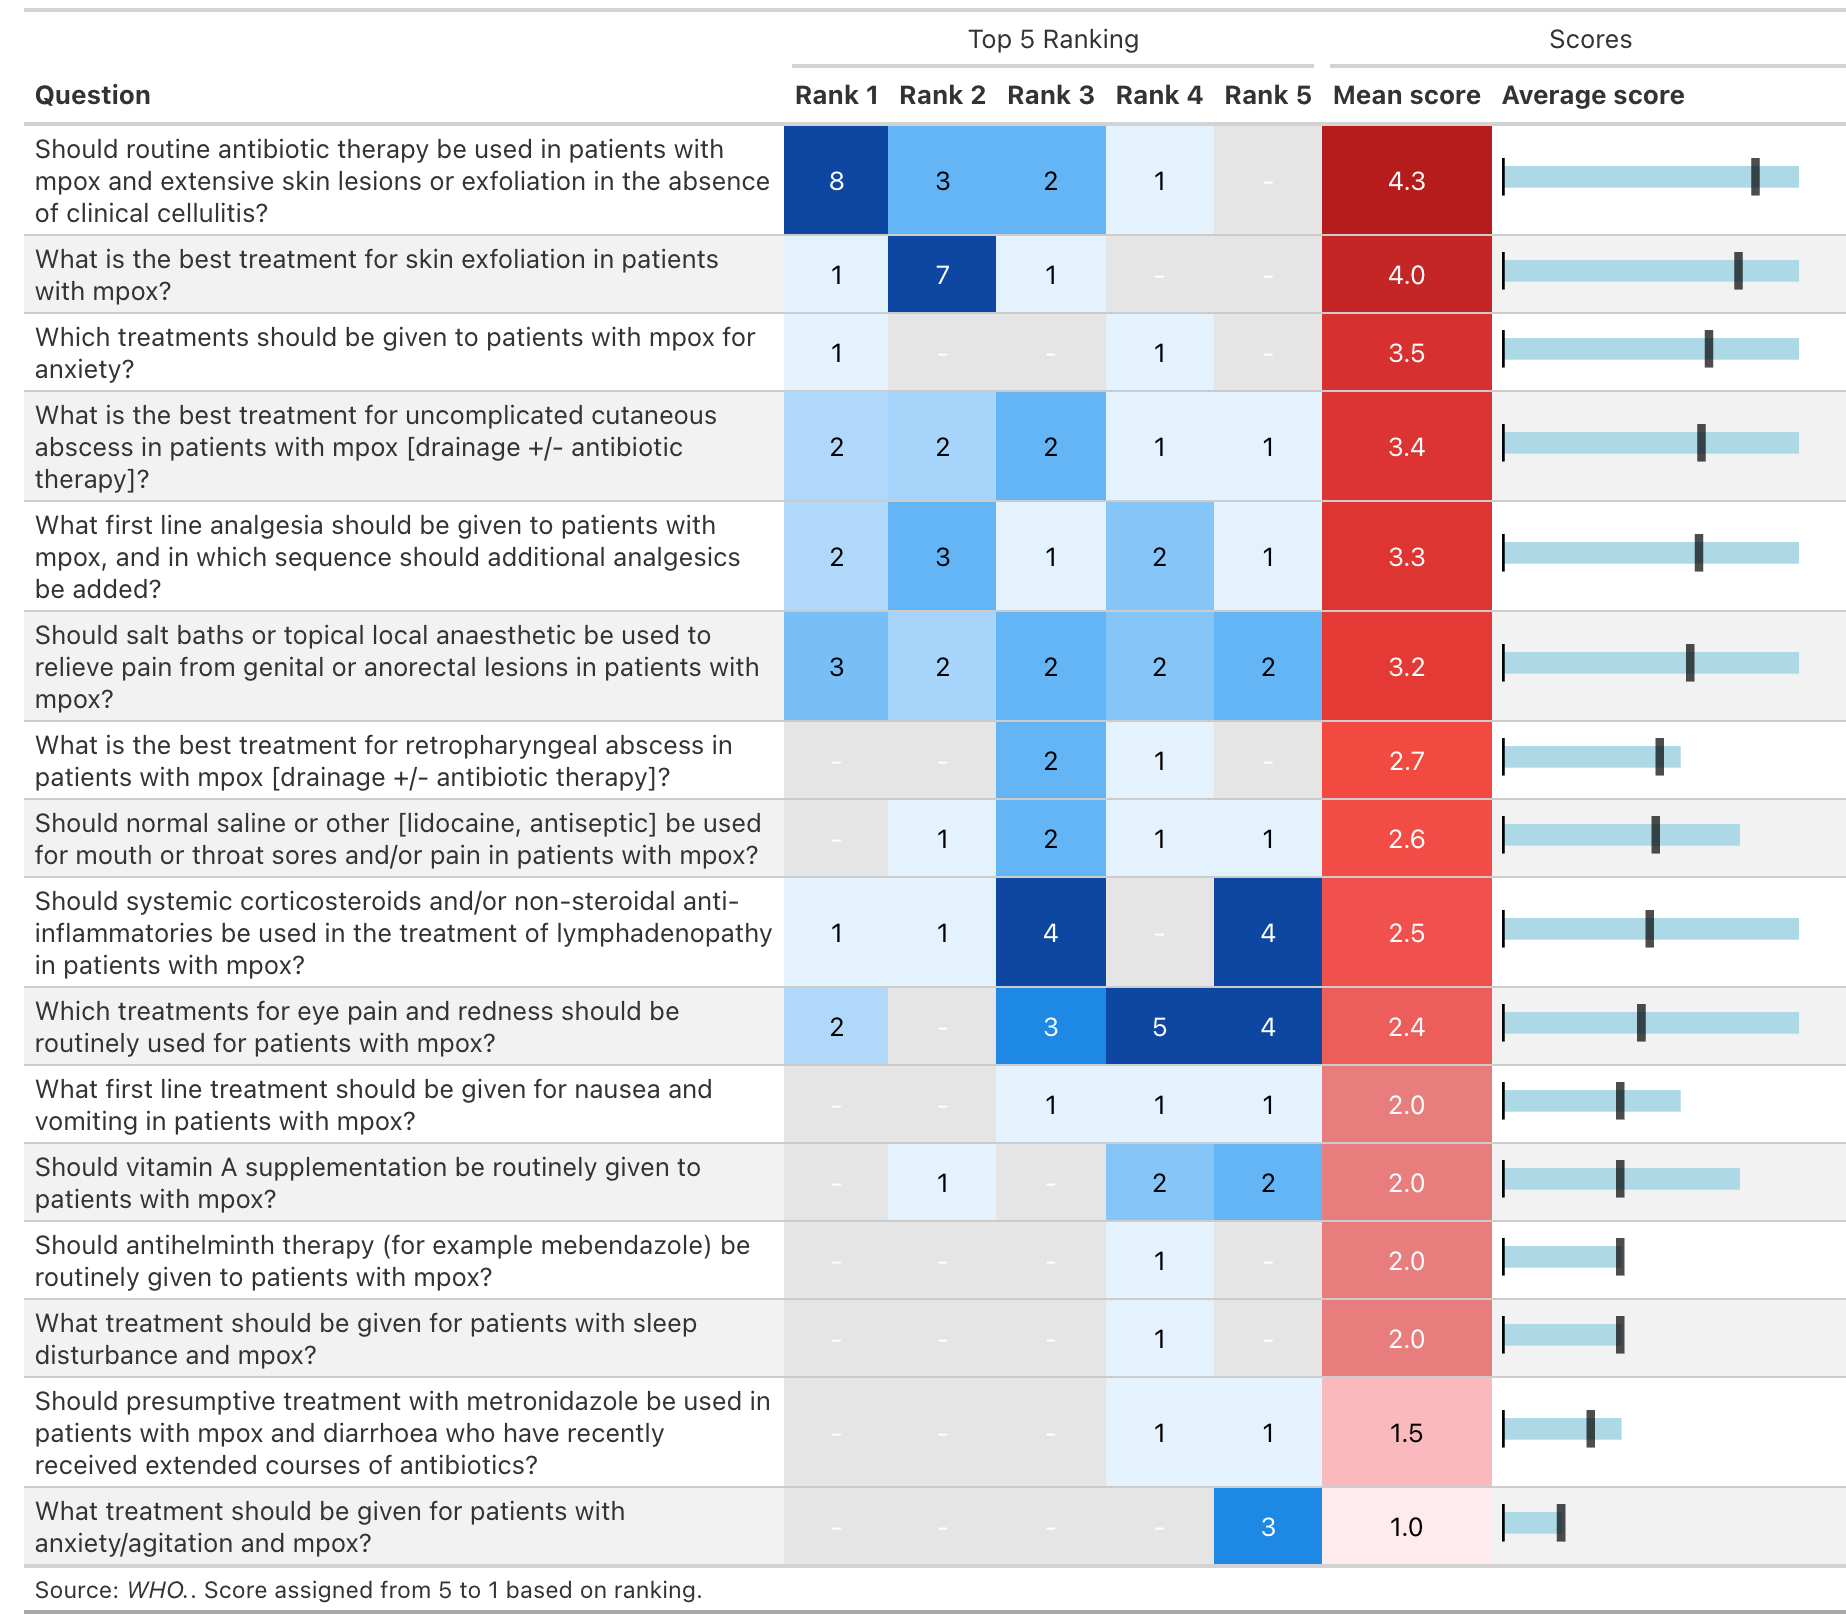 Top 5 Ranking Scores
Question Rank 1 Rank 2 Rank 3 Rank 4 Rank 5 Mean score Average score
Should routine antibiotic therapy be used in patients with
mpox and extensive skin lesions or exfoliation in the absence
of clinical cellulitis?
8 3 2 1 - 4.3
What is the best treatment for skin exfoliation in patients
with mpox?
1 7 1 - - 4.0
Which treatments should be given to patients with mpox for
anxiety?
1 - - 1 - 3.5
What is the best treatment for uncomplicated cutaneous
abscess in patients with mpox [drainage +/- antibiotic
therapy]?
2 2 2 1 1 3.4
What first line analgesia should be given to patients with
mpox, and in which sequence should additional analgesics
be added?
2 3 1 2 1 3.3
Should salt baths or topical local anaesthetic be used to
relieve pain from genital or anorectal lesions in patients with
mpox?
3 2 2 2 2 3.2
What is the best treatment for retropharyngeal abscess in
patients with mpox [drainage +/- antibiotic therapy]?
- - 2 1 - 2.7
Should normal saline or other [lidocaine, antiseptic] be used
for mouth or throat sores and/or pain in patients with mpox?
- 1 2 1 1 2.6
Should systemic corticosteroids and/or non-steroidal anti-
inflammatories be used in the treatment of lymphadenopathy
in patients with mpox?
1 1 4 - 4 2.5
Which treatments for eye pain and redness should be
routinely used for patients with mpox?
2 - 3 5 4 2.4
What first line treatment should be given for nausea and
vomiting in patients with mpox?
- - 1 1 1 2.0
Should vitamin A supplementation be routinely given to
patients with mpox?
- 1 - 2 2 2.0
Should antihelminth therapy (for example mebendazole) be
routinely given to patients with mpox?
- - - 1 - 2.0
What treatment should be given for patients with sleep
disturbance and mpox?
- - - 1 - 2.0
Should presumptive treatment with metronidazole be used in
patients with mpox and diarrhoea who have recently
received extended courses of antibiotics?
- - - 1 1 1.5
What treatment should be given for patients with
anxiety/agitation and mpox?
- - - - 3 1.0
Source: WHO.. Score assigned from 5 to 1 based on ranking.